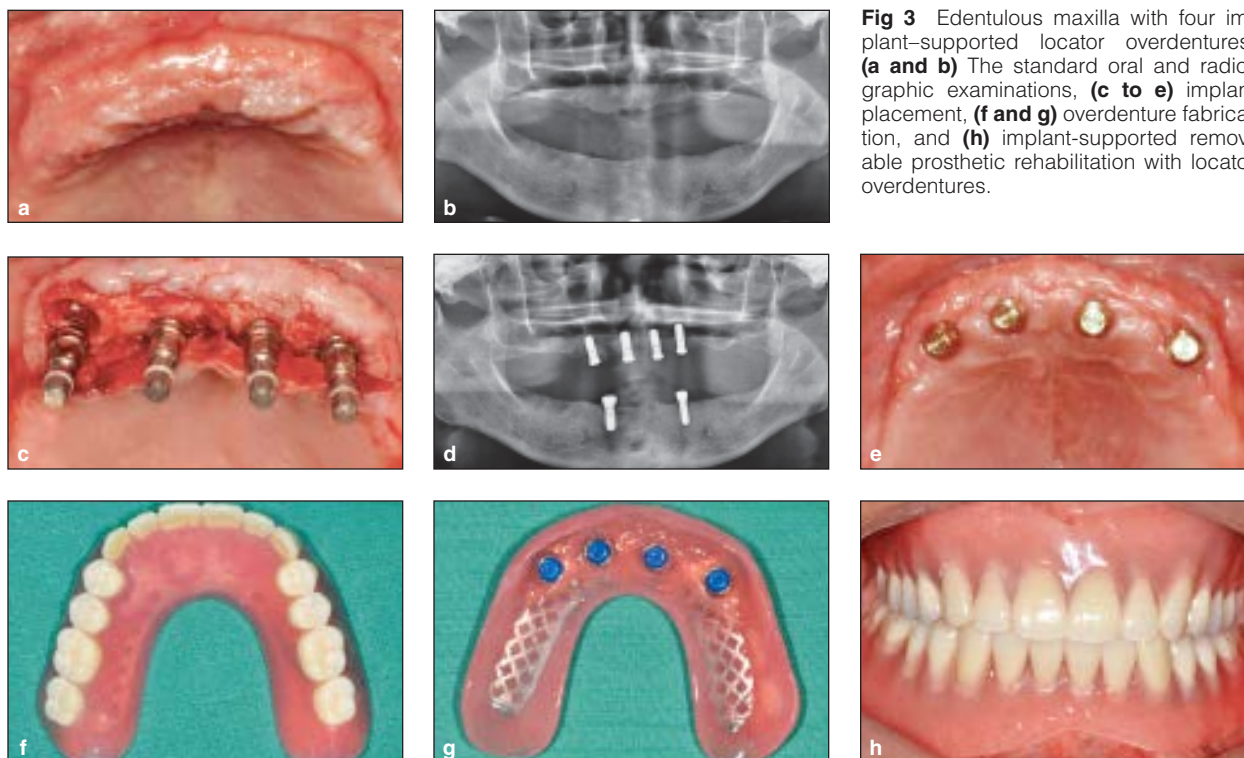 Fig 3 Edentulous maxilla with four im
plant–supported locator overdentures
(a and b) The standard oral and radio
graphic examinations, (c to e) implan
placement, (f and g) overdenture fabrica
tion, and (h) implant-supported remov
able prosthetic rehabilitation with locato
overdentures.
a
b
c
d
e
f
g
h